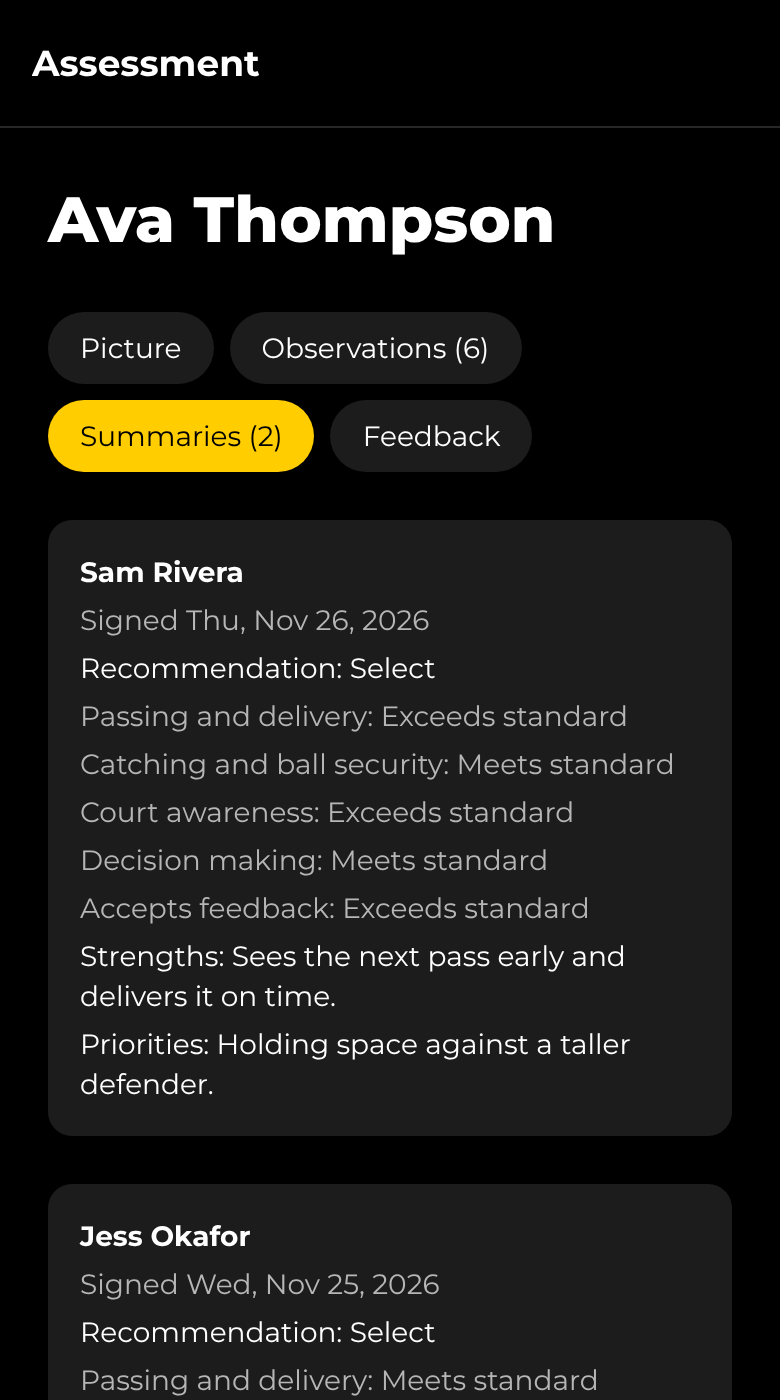 Assessment
Ava Thompson
Picture
Observations (6)
Summaries (2)
Feedback
Sam Rivera
Signed Thu, Nov 26, 2026
Recommendation: Select
Passing and delivery: Exceeds standard
Catching and ball security: Meets standard
Court awareness: Exceeds standard
Decision making: Meets standard
Accepts feedback: Exceeds standard
Strengths: Sees the next pass early and
delivers it on time.
Priorities: Holding space against a taller
defender.
Jess Okafor
Signed Wed, Nov 25, 2026
Recommendation: Select
Passing and delivery: Meets standard